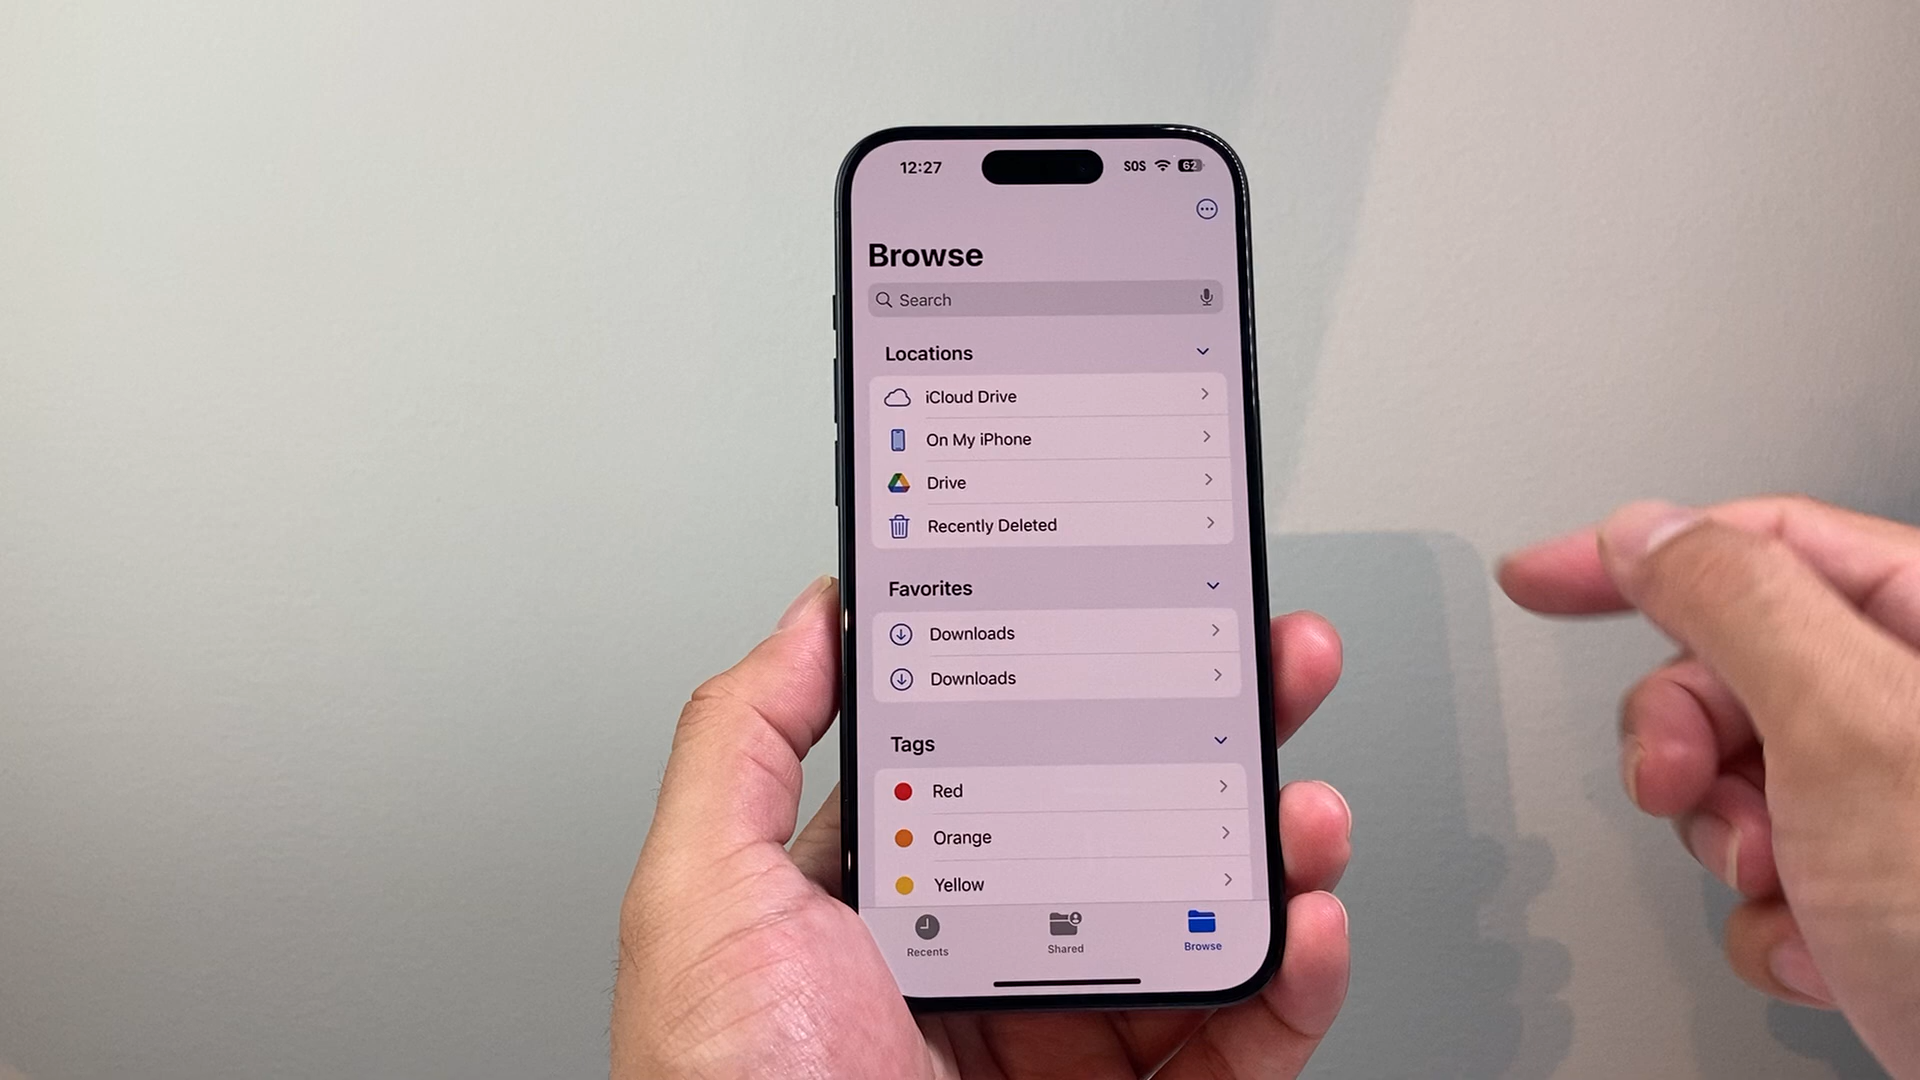 12:27
SOS
62
Browse
Search
Locations
iCloud Drive
On My iPhone
Drive
Recently Deleted
Favorites
Downloads
Downloads
Tags
Red
Orange
Yellow
Recents
Shared
Browse